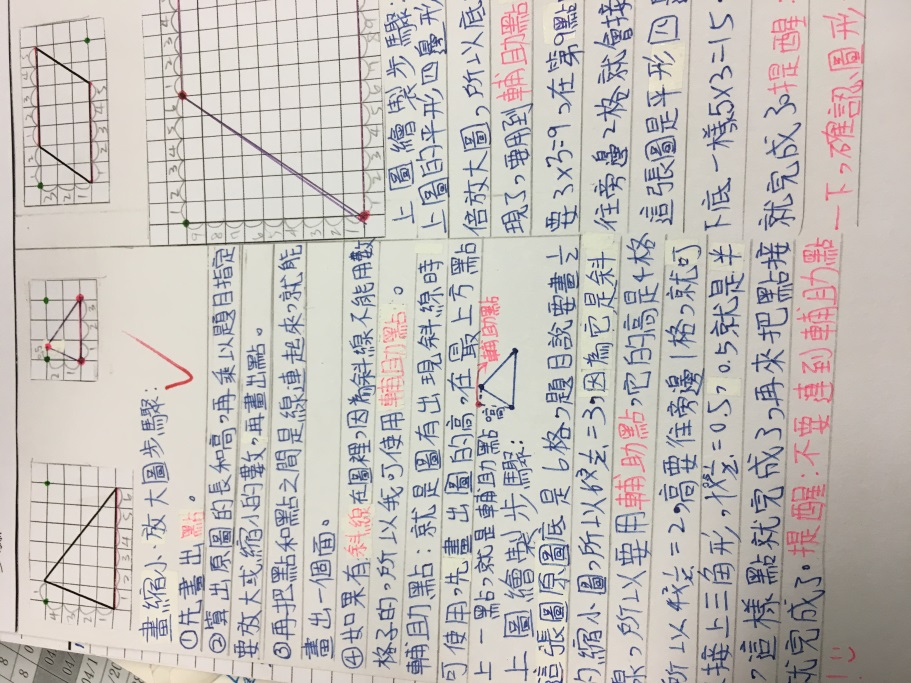 畫縮小、放大圖步驟:
①先畫出點。
②算出原圖的長和高,再乘以題目指定
要放大或縮小的數,再畫出點。
③再把點和點之間是線連起來,就能
畫出一個面。
④如果有斜線在圖裡,因為斜線不能用數
格子的,所以我可使用輔助點。
輔助點:就是圖有出現斜線時
可使用,先畫出圖的高,在最上方點
上一點,就是輔助點。
輔助點
高
上圖繪製步驟:
這張圖原圖底是6格,題目說要畫½
的縮小圖,所以6×½=3,因為它是斜
線,所以要用輔助點,它的高是4格
所以4×½=2,高要往旁邊1格,就可
接上三角形,1×½=0.5,0.5就是半
,這樣點就完成了,再來把點接
就完成了。提醒:不要連到輔助點
上圖繪製步驟:
上圖的平行四邊形
倍放大圖,所以底
現了,要用到輔助點
要3×3=9,在第9點
往旁邊2格就會接
這張圖是平行四
下底一樣5×3=15
就完成了。提醒:
一下,確認圖形